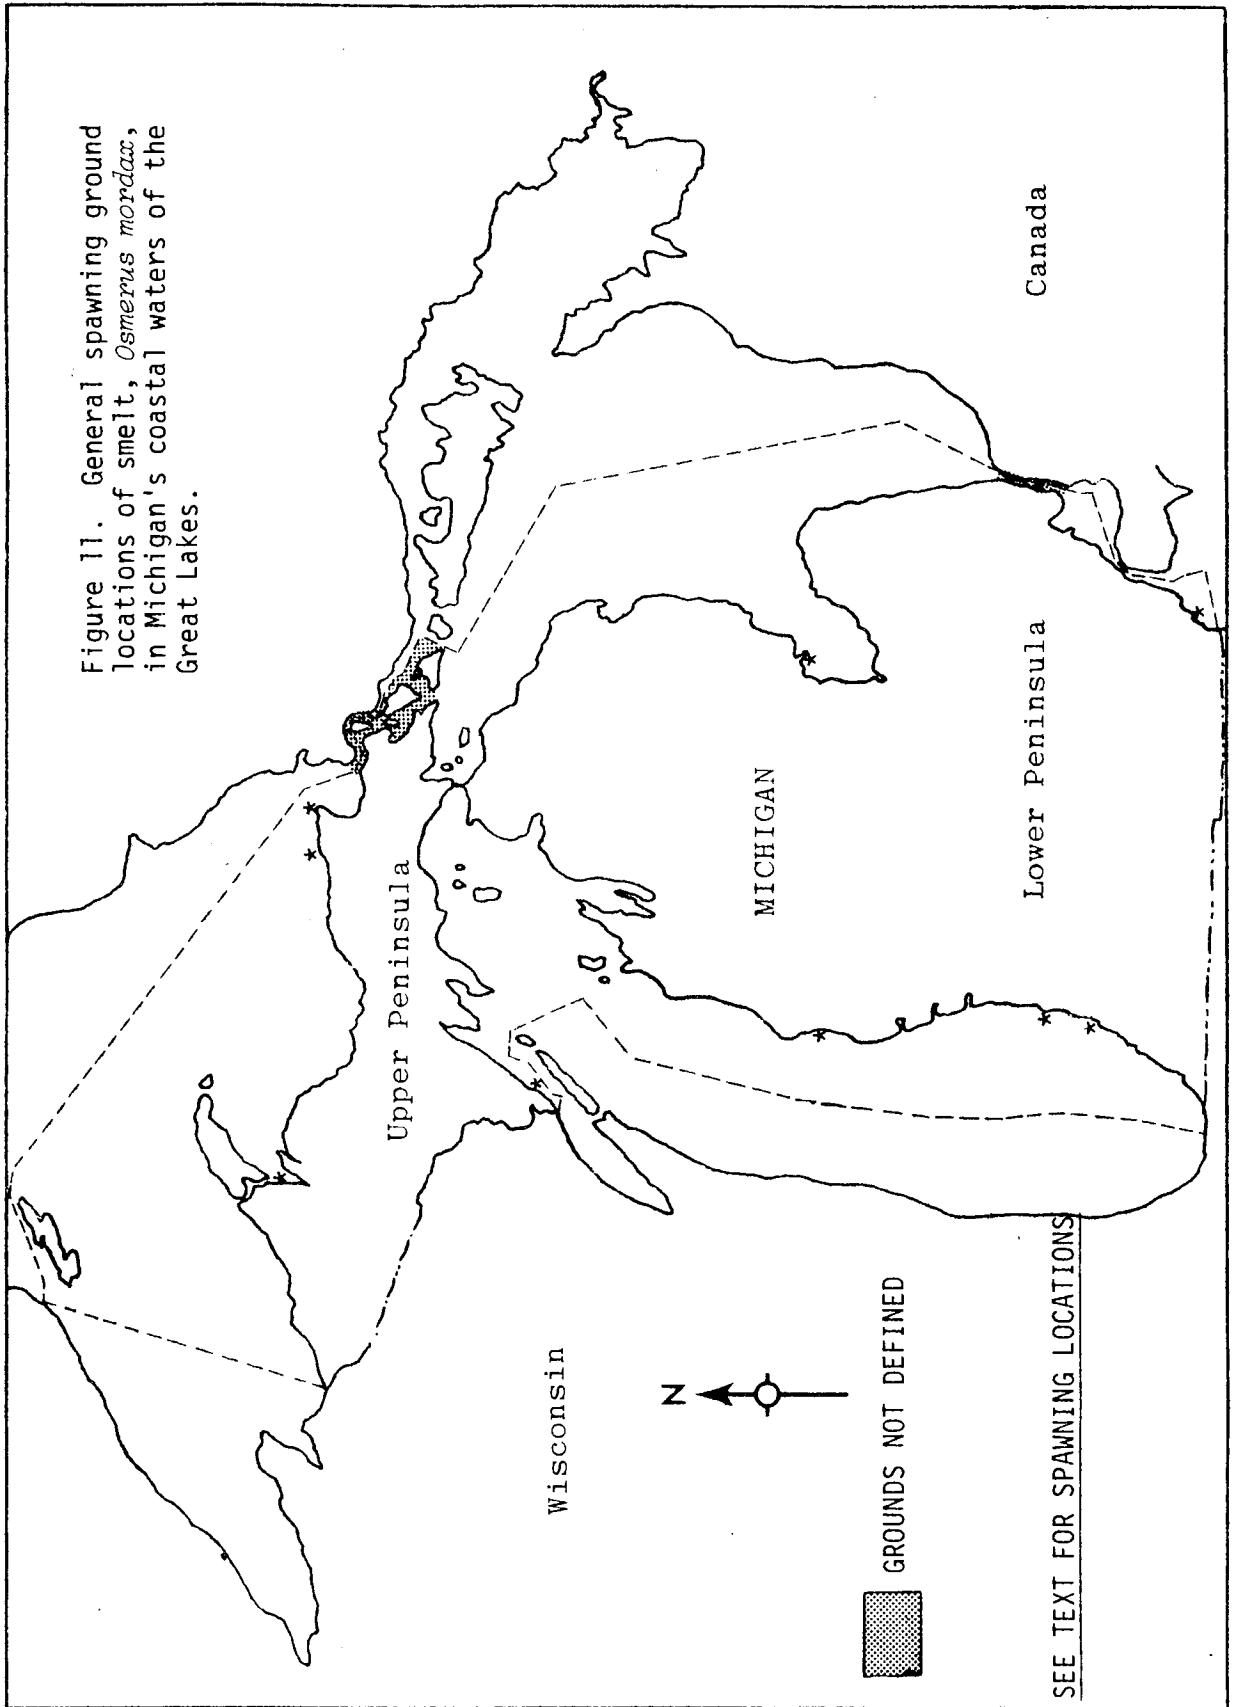 Figure 11. General spawning ground
locations of smelt, Osmerus mordax,
in Michigan's coastal waters of the
Great Lakes.
Upper Peninsula
Wisconsin
MICHIGAN
Canada
Lower Peninsula
N
GROUNDS NOT DEFINED
SEE TEXT FOR SPAWNING LOCATIONS